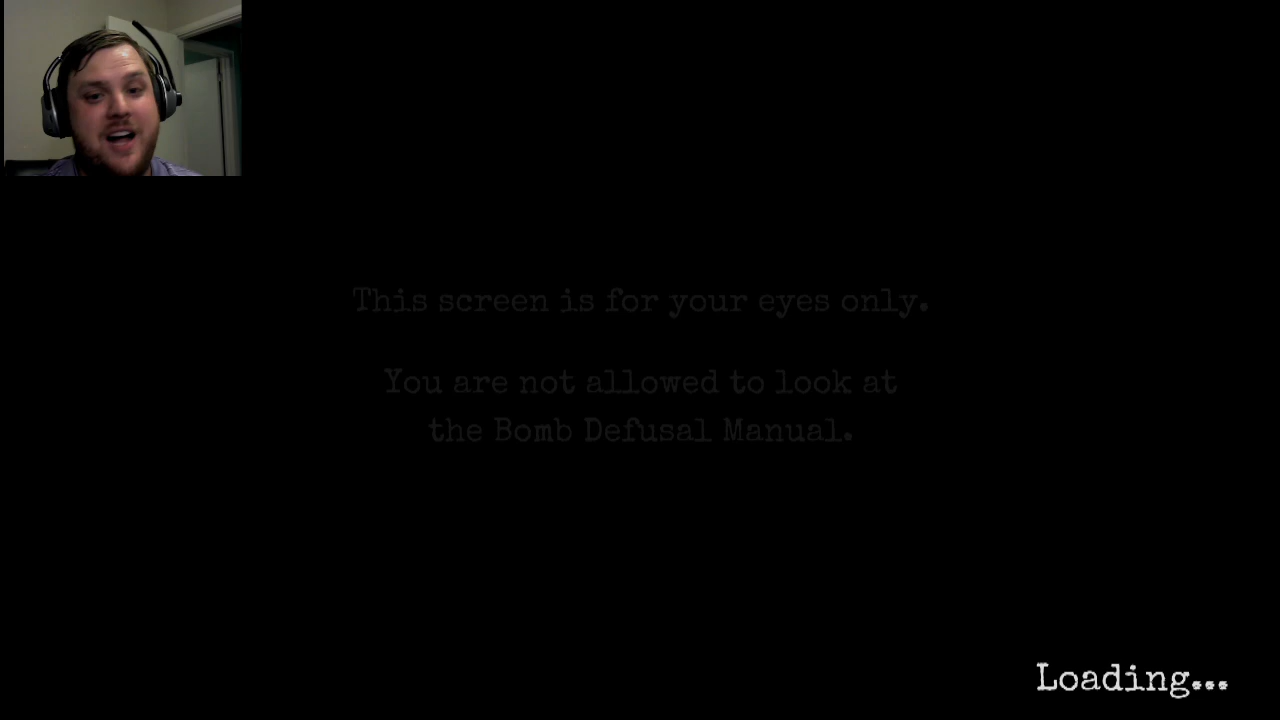 This screen is for your eyes only.
You are not allowed to look at
the Bomb Defusal Manual.
Loading...